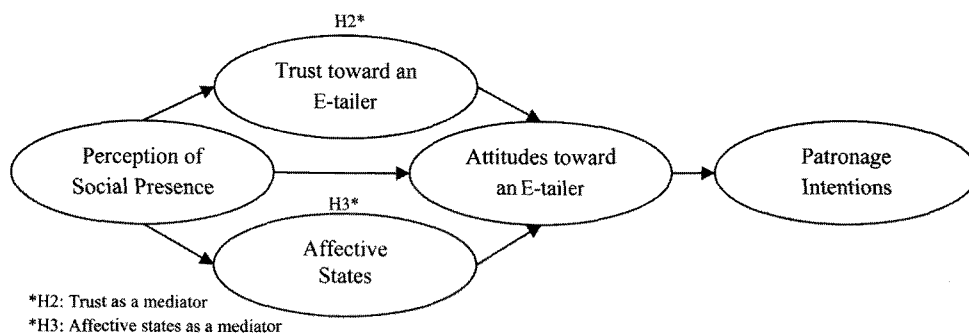 H2*
Trust toward an
E-tailer
Perception of
Social Presence
Attitudes toward
an E-tailer
Patronage
Intentions
H3*
Affective
States
*H2: Trust as a mediator
*H3: Affective states as a mediator